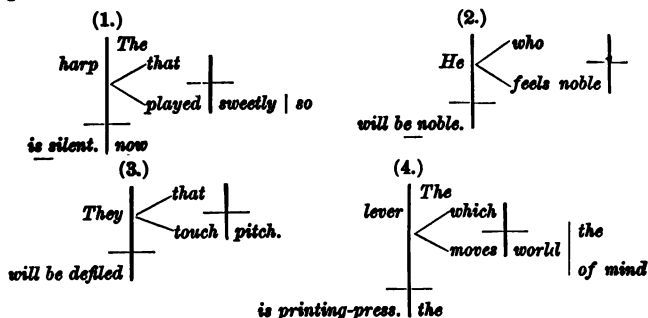 (1.)
The
harp that
played sweetly so
is silent. now
(2.)
who
He
feels noble
will be noble.
(3.)
that
They
touch pitch.
will be defiled
(4.)
The
lever which
the
moves world
of mind
is printing-press. the